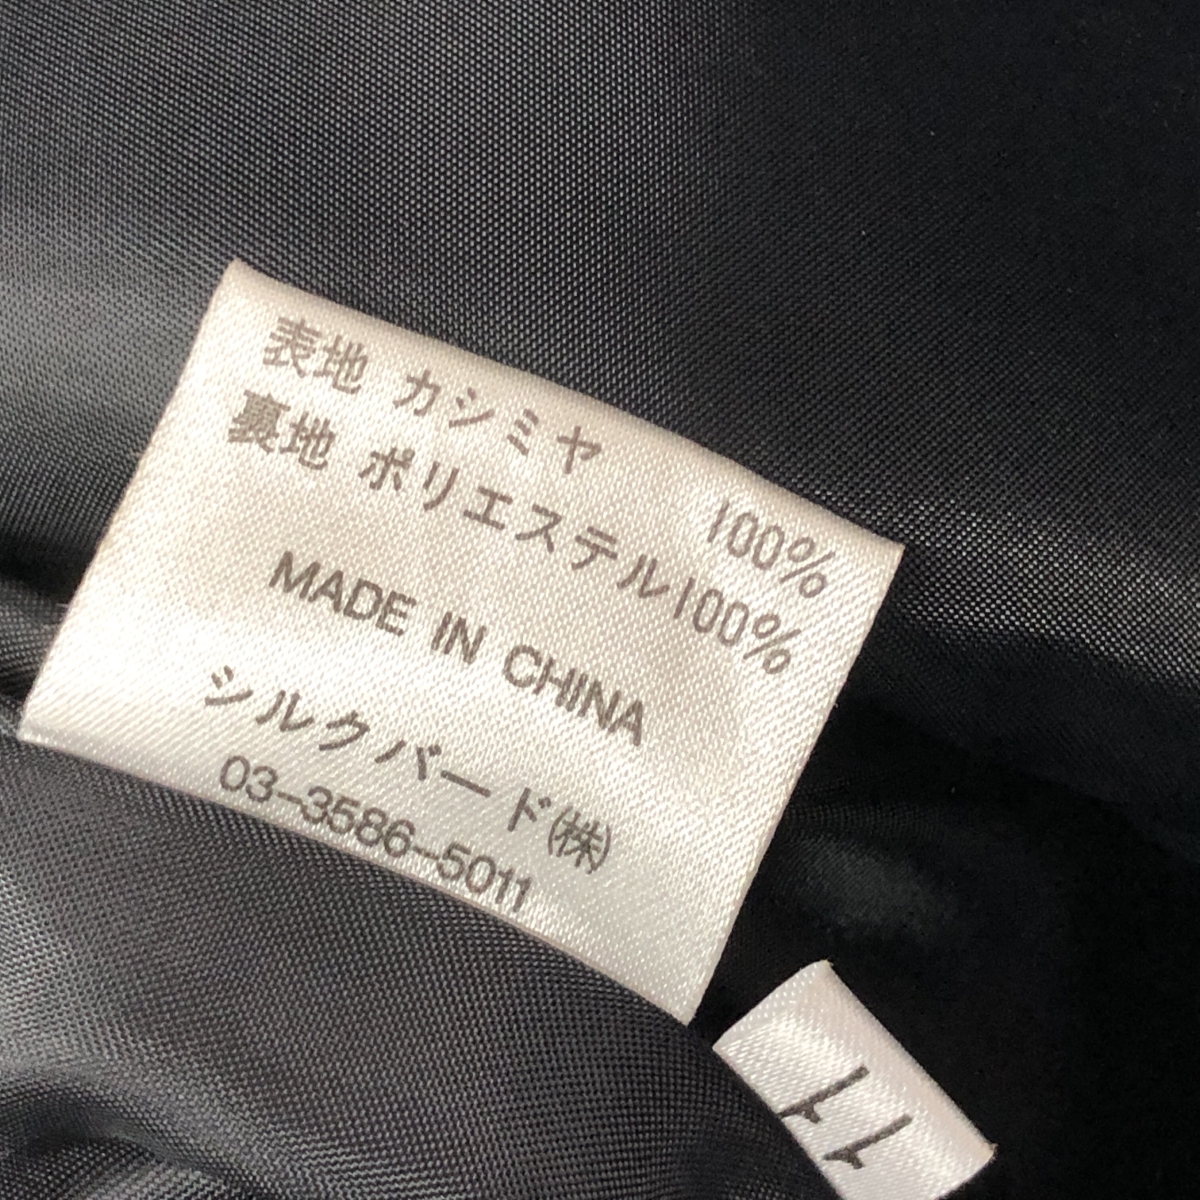 表地 カシミヤ 100%
裏地 ポリエステル100%
MADE IN CHINA
シルクバード(株)
03-3586-5011
11